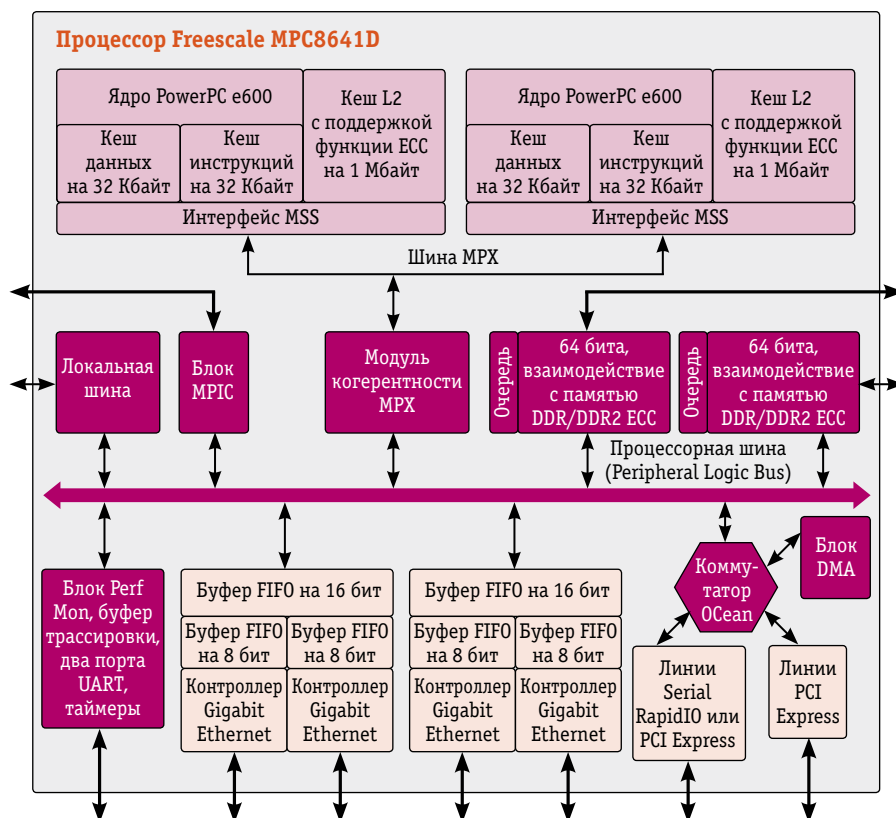 Процессор Freescale MPC8641D
Ядро PowerPC e600
Кеш
данных
на 32 Кбайт
Кеш
инструкций
на 32 Кбайт
Кеш L2
с поддержкой
функции ECC
на 1 Мбайт
Интерфейс MSS
Ядро PowerPC e600
Кеш
данных
на 32 Кбайт
Кеш
инструкций
на 32 Кбайт
Кеш L2
с поддержкой
функции ECC
на 1 Мбайт
Интерфейс MSS
Шина MPX
Локальная
шина
Блок
MPIC
Модуль
когерентности
MPX
Очередь
64 бита,
взаимодействие
с памятью
DDR/DDR2 ECC
Очередь
64 бита,
взаимодействие
с памятью
DDR/DDR2 ECC
Процессорная шина
(Peripheral Logic Bus)
Блок Perf
Mon, буфер
трассировки,
два порта
UART,
таймеры
Буфер FIFO на 16 бит
Буфер FIFO
на 8 бит
Буфер FIFO
на 8 бит
Контроллер
Gigabit
Ethernet
Контроллер
Gigabit
Ethernet
Буфер FIFO на 16 бит
Буфер FIFO
на 8 бит
Буфер FIFO
на 8 бит
Контроллер
Gigabit
Ethernet
Контроллер
Gigabit
Ethernet
Комму-
татор
OCean
Блок
DMA
Линии
Serial
RapidIO или
PCI Express
Линии
PCI
Express